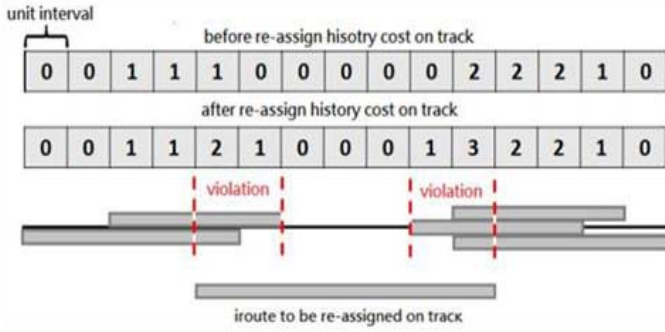 unit interval
before re-assign hisotry cost on track
0 0 1 1 1 0 0 0 0 0 2 2 2 1 0
after re-assign history cost on track
0 0 1 1 2 1 0 0 0 1 3 2 2 1 0
violation violation
iroute to be re-assigned on track